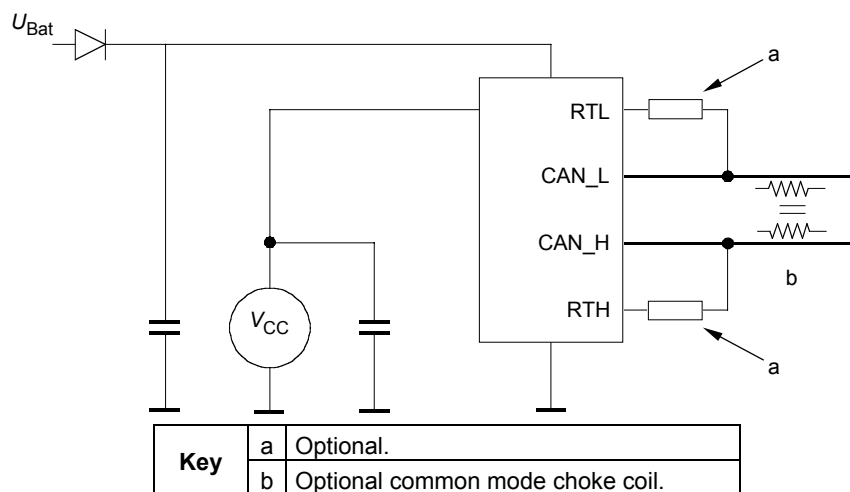 U_Bat
a
RTL
CAN_L
CAN_H
b
V_CC
RTH
a
Key
a Optional.
b Optional common mode choke coil.